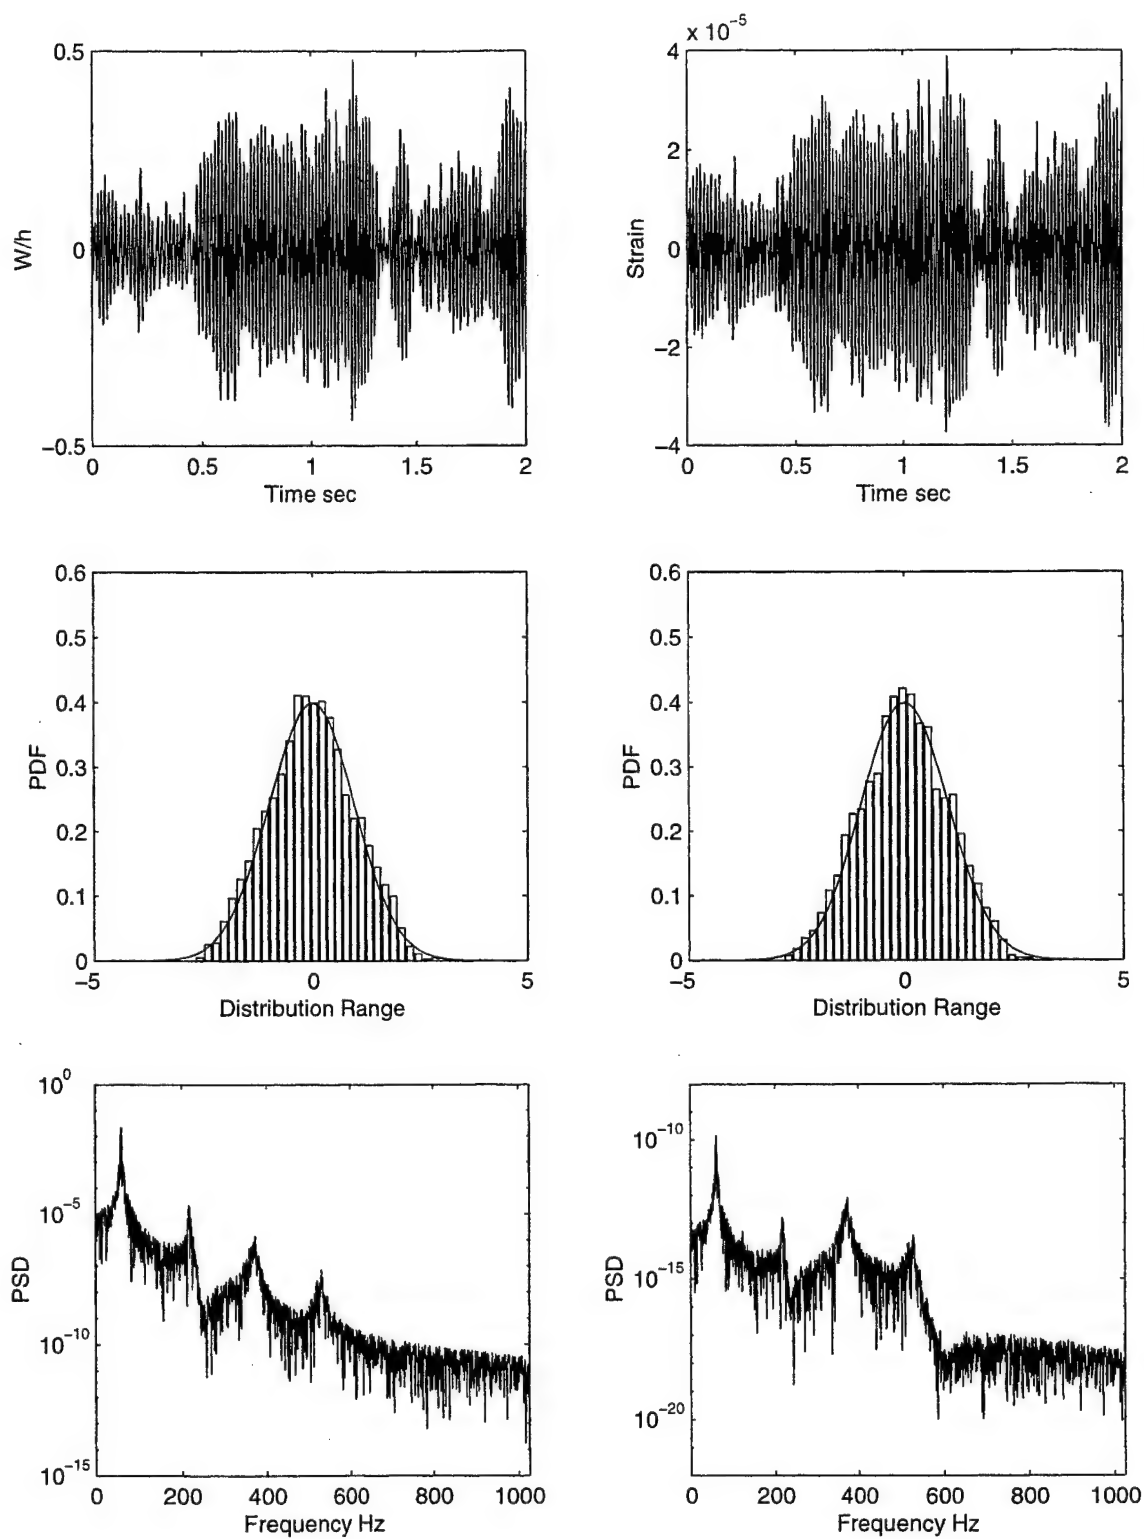 0.5
0
−0.5
W/h
0 0.5 1 1.5 2
Time sec
x 10⁻⁵
4
2
0
−2
−4
Strain
0 0.5 1 1.5 2
Time sec
0.6
0.5
0.4
0.3
0.2
0.1
0
PDF
−5 0 5
Distribution Range
0.6
0.5
0.4
0.3
0.2
0.1
0
PDF
−5 0 5
Distribution Range
10⁰
10⁻⁵
10⁻¹⁰
10⁻¹⁵
PSD
0 200 400 600 800 1000
Frequency Hz
10⁻¹⁰
10⁻¹⁵
10⁻²⁰
PSD
0 200 400 600 800 1000
Frequency Hz